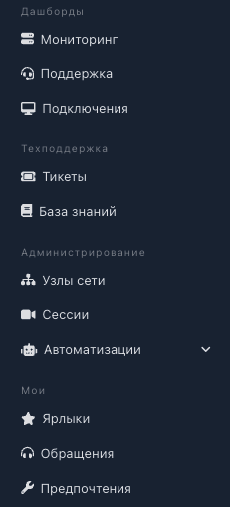 Дашборды
Мониторинг
Поддержка
Подключения
Техподдержка
Тикеты
База знаний
Администрирование
Узлы сети
Сессии
Автоматизации
Мои
Ярлыки
Обращения
Предпочтения